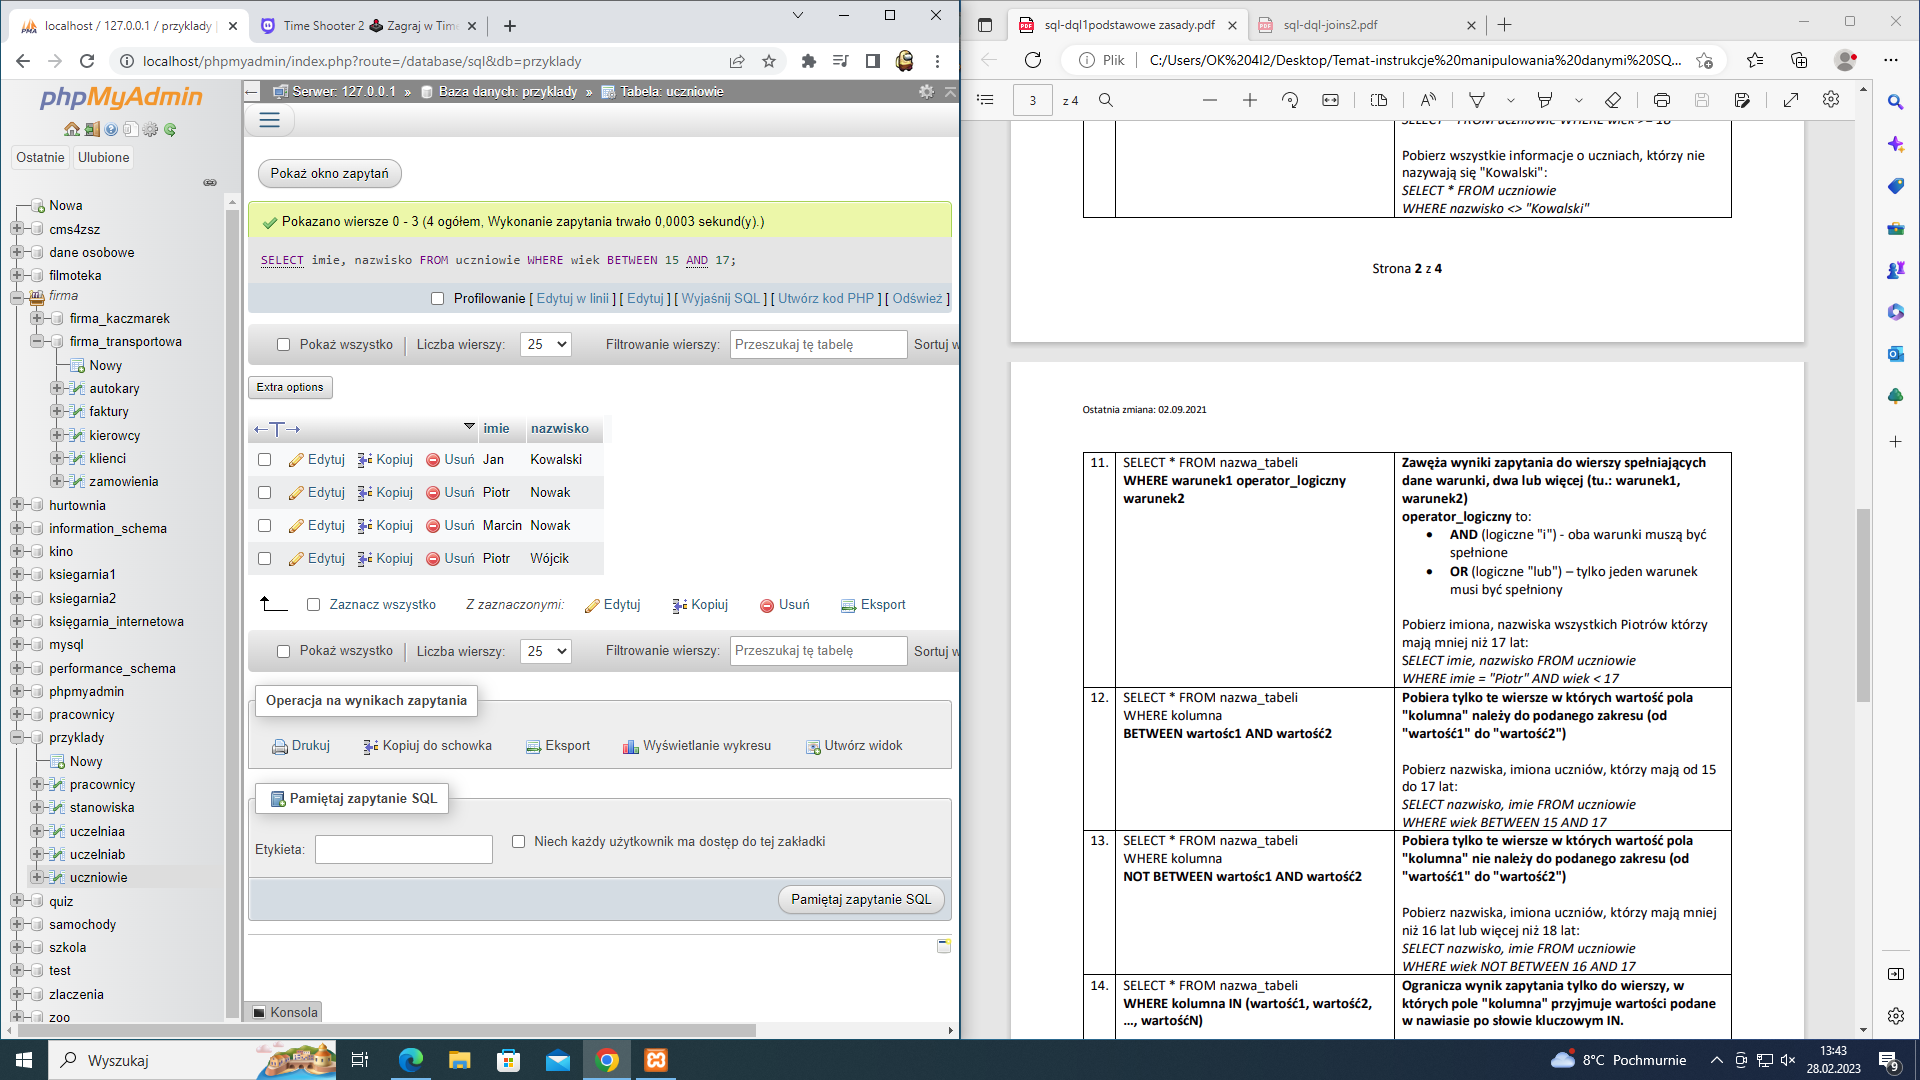 localhost / 127.0.0.1 / przyklady |
Time Shooter 2 Zagraj w Time
localhost/phpmyadmin/index.php?route=/database/sql&db=przyklady
phpMyAdmin
Ostatnie
Ulubione
Nowa
cms4zsz
dane osobowe
filmoteka
firma
firma_kaczmarek
firma_transportowa
Nowy
autokary
faktury
kierowcy
klienci
zamowienia
hurtownia
information_schema
kino
ksiegarnia1
ksiegarnia2
księgarnia_internetowa
mysql
performance_schema
phpmyadmin
pracownicy
przyklady
Nowy
pracownicy
stanowiska
uczelniaa
uczelniab
uczniowie
quiz
samochody
szkola
test
zlaczenia
zoo
Serwer: 127.0.0.1 » Baza danych: przyklady » Tabela: uczniowie
Pokaż okno zapytań
Pokazano wiersze 0 - 3 (4 ogółem, Wykonanie zapytania trwało 0,0003 sekund(y).)
SELECT imie, nazwisko FROM uczniowie WHERE wiek BETWEEN 15 AND 17;
Profilowanie [ Edytuj w linii ] [ Edytuj ] [ Wyjaśnij SQL ] [ Utwórz kod PHP ] [ Odśwież ]
Pokaż wszystko | Liczba wierszy: 25 Filtrowanie wierszy: Przeszukaj tę tabelę Sortuj w
Extra options
imie nazwisko
Edytuj Kopiuj Usuń Jan Kowalski
Edytuj Kopiuj Usuń Piotr Nowak
Edytuj Kopiuj Usuń Marcin Nowak
Edytuj Kopiuj Usuń Piotr Wójcik
Zaznacz wszystko Z zaznaczonymi: Edytuj Kopiuj Usuń Eksport
Pokaż wszystko | Liczba wierszy: 25 Filtrowanie wierszy: Przeszukaj tę tabelę Sortuj w
Operacja na wynikach zapytania
Drukuj Kopiuj do schowka Eksport Wyświetlanie wykresu Utwórz widok
Pamiętaj zapytanie SQL
Etykieta: Niech każdy użytkownik ma dostęp do tej zakładki
Pamiętaj zapytanie SQL
Konsola
sql-dql1podstawowe zasady.pdf
sql-dql-joins2.pdf
Plik C:/Users/OK%204I2/Desktop/Temat-instrukcje%20manipulowania%20danymi%20SQ...
3 z 4
SELECT * FROM uczniowie WHERE wiek >= 18
Pobierz wszystkie informacje o uczniach, którzy nie
nazywają się "Kowalski":
SELECT * FROM uczniowie
WHERE nazwisko <> "Kowalski"
Strona 2 z 4
Ostatnia zmiana: 02.09.2021
11. SELECT * FROM nazwa_tabeli
WHERE warunek1 operator_logiczny
warunek2
Zawęża wyniki zapytania do wierszy spełniających
dane warunki, dwa lub więcej (tu.: warunek1,
warunek2)
operator_logiczny to:
• AND (logiczne "i") - oba warunki muszą być
spełnione
• OR (logiczne "lub") – tylko jeden warunek
musi być spełniony
Pobierz imiona, nazwiska wszystkich Piotrów którzy
mają mniej niż 17 lat:
SELECT imie, nazwisko FROM uczniowie
WHERE imie = "Piotr" AND wiek < 17
12. SELECT * FROM nazwa_tabeli
WHERE kolumna
BETWEEN wartośc1 AND wartość2
Pobiera tylko te wiersze w których wartość pola
"kolumna" należy do podanego zakresu (od
"wartość1" do "wartość2")
Pobierz nazwiska, imiona uczniów, którzy mają od 15
do 17 lat:
SELECT nazwisko, imie FROM uczniowie
WHERE wiek BETWEEN 15 AND 17
13. SELECT * FROM nazwa_tabeli
WHERE kolumna
NOT BETWEEN wartośc1 AND wartość2
Pobiera tylko te wiersze w których wartość pola
"kolumna" nie należy do podanego zakresu (od
"wartość1" do "wartość2")
Pobierz nazwiska, imiona uczniów, którzy mają mniej
niż 16 lat lub więcej niż 18 lat:
SELECT nazwisko, imie FROM uczniowie
WHERE wiek NOT BETWEEN 16 AND 17
14. SELECT * FROM nazwa_tabeli
WHERE kolumna IN (wartość1, wartość2,
..., wartośćN)
Ogranicza wynik zapytania tylko do wierszy, w
których pole "kolumna" przyjmuje wartości podane
w nawiasie po słowie kluczowym IN.
Wyszukaj
8°C Pochmurnie
13:43
28.02.2023
9